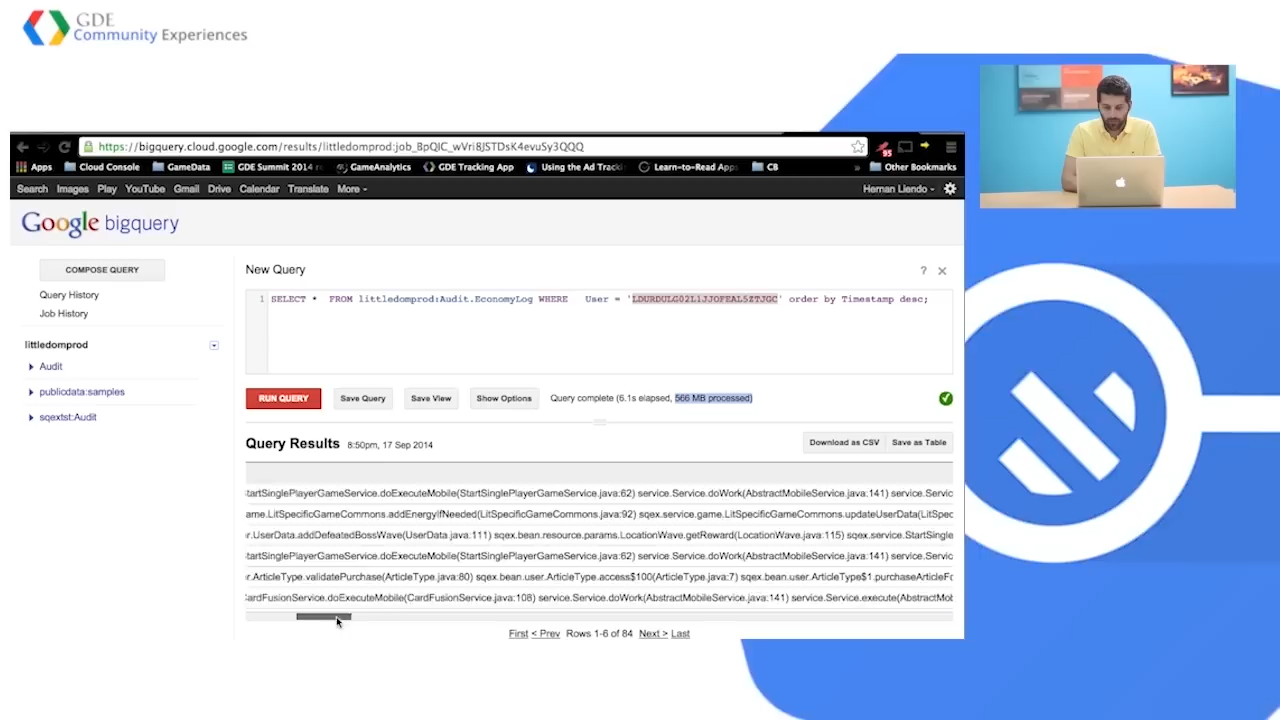 GDE
Community Experiences
https://bigquery.cloud.google.com/results/littledomprod:job_BpQIC_wVri8JSTDsK4evuSy3QQQ
Apps Cloud Console GameData GDE Summit 2014 GameAnalytics GDE Tracking App Using the Ad Track Learn-to-Read Apps CB » Other Bookmarks
95
Search Images Play YouTube Gmail Drive Calendar Translate More Hernan Liendo
Google bigquery
COMPOSE QUERY
Query History
Job History
littledomprod
Audit
publicdata:samples
sqextst:Audit
New Query
? ×
1 SELECT * FROM littledomprod:Audit.EconomyLog WHERE User = 'LDURDULG02L1JJOFEAL5ZTJGC' order by Timestamp desc;
RUN QUERY Save Query Save View Show Options Query complete (6.1s elapsed, 566 MB processed)
Query Results 8:50pm, 17 Sep 2014 Download as CSV Save as Table
tartSinglePlayerGameService.doExecuteMobile(StartSinglePlayerGameService.java:62) service.Service.doWork(AbstractMobileService.java:141) service.Servic
ame.LitSpecificGameCommons.addEnergyIfNeeded(LitSpecificGameCommons.java:92) sqex.service.game.LitSpecificGameCommons.updateUserData(LitSpec
r.UserData.addDefeatedBossWave(UserData.java:111) sqex.bean.resource.params.LocationWave.getReward(LocationWave.java:115) sqex.service.StartSingle
tartSinglePlayerGameService.doExecuteMobile(StartSinglePlayerGameService.java:62) service.Service.doWork(AbstractMobileService.java:141) service.Servic
r.ArticleType.validatePurchase(ArticleType.java:80) sqex.bean.user.ArticleType.access$100(ArticleType.java:7) sqex.bean.user.ArticleType$1.purchaseArticleFo
CardFusionService.doExecuteMobile(CardFusionService.java:108) service.Service.doWork(AbstractMobileService.java:141) service.Service.execute(AbstractMob
First < Prev Rows 1-6 of 84 Next > Last